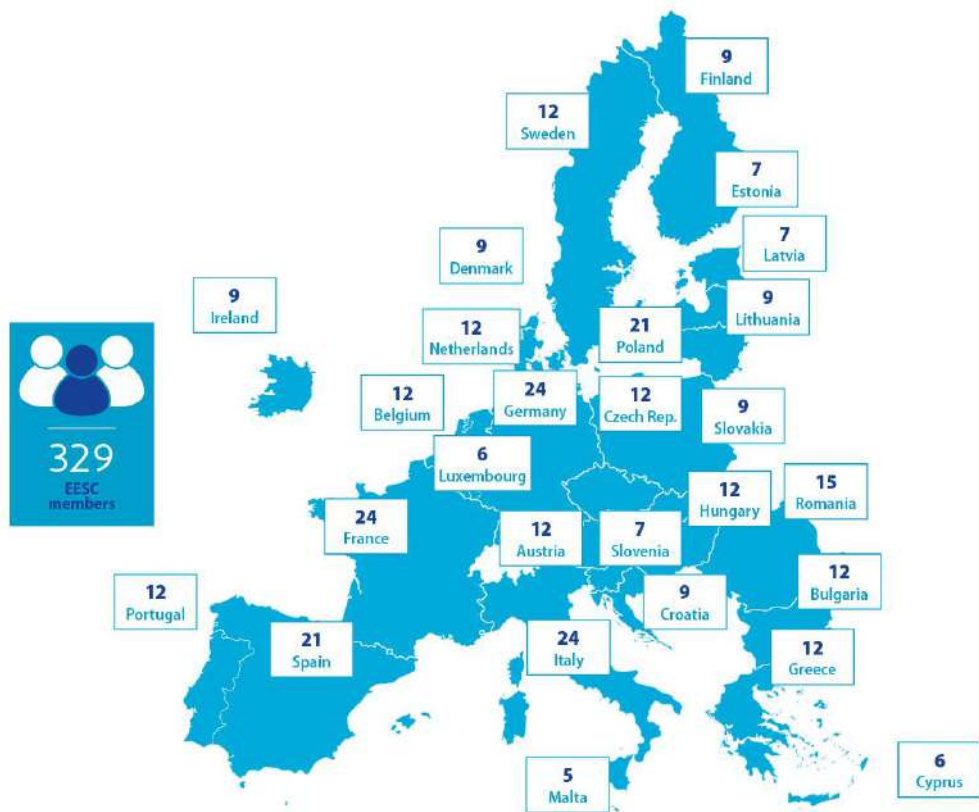 9
Finland
12
Sweden
7
Estonia
7
Latvia
9
Denmark
9
Ireland
9
Lithuania
21
Poland
12
Netherlands
12
Belgium
24
Germany
12
Czech Rep.
9
Slovakia
329
EESC
members
6
Luxembourg
12
Hungary
15
Romania
24
France
12
Austria
7
Slovenia
12
Bulgaria
12
Portugal
9
Croatia
21
Spain
24
Italy
12
Greece
5
Malta
6
Cyprus